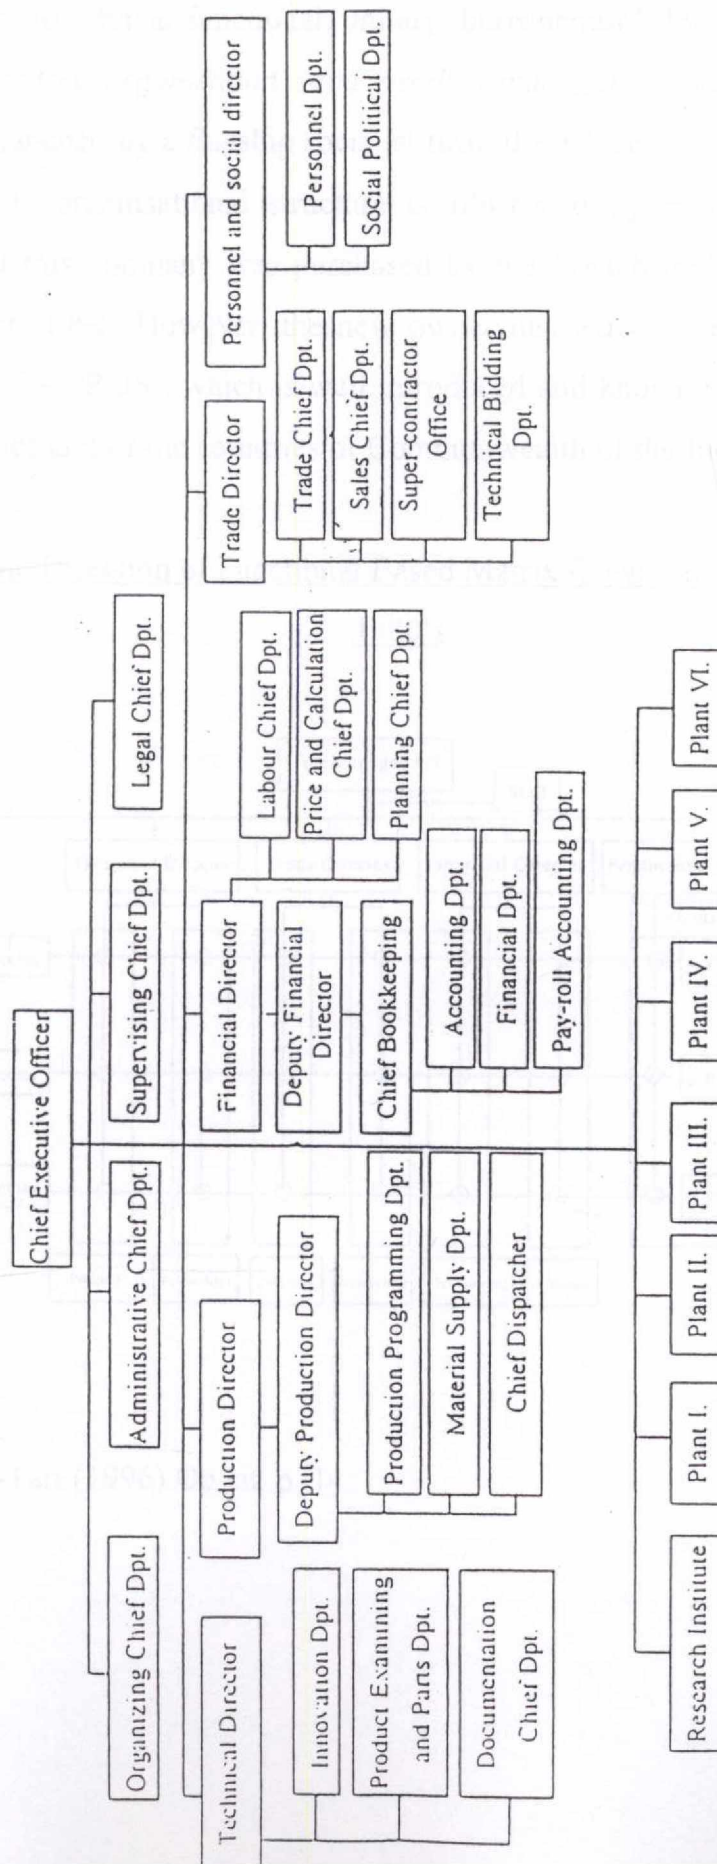 Chief Executive Officer
Organizing Chief Dpt.
Administrative Chief Dpt.
Supervising Chief Dpt.
Legal Chief Dpt.
Technical Director
Production Director
Financial Director
Trade Director
Personnel and social director
Innovation Dpt.
Product Examining
and Parts Dpt.
Documentation
Chief Dpt.
Deputy Production Director
Production Programming Dpt.
Material Supply Dpt.
Chief Dispatcher
Deputy Financial
Director
Chief Bookkeeping
Accounting Dpt.
Financial Dpt.
Pay-roll Accounting Dpt.
Labour Chief Dpt.
Price and Calculation
Chief Dpt.
Planning Chief Dpt.
Trade Chief Dpt.
Sales Chief Dpt.
Super-contractor
Office
Technical Bidding
Dpt.
Personnel Dpt.
Social Political Dpt.
Research Institute
Plant I.
Plant II.
Plant III.
Plant IV.
Plant V.
Plant VI.